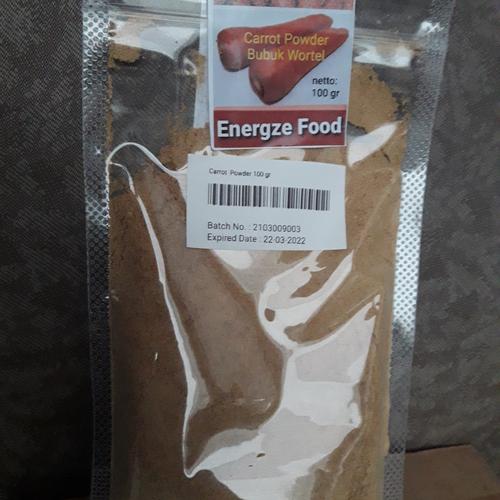 Carrot Powder
Bubuk Wortel
netto:
100 gr
Energze Food
Carrot Powder 100 gr
Batch No. : 2103009003
Expired Date : 22-03-2022